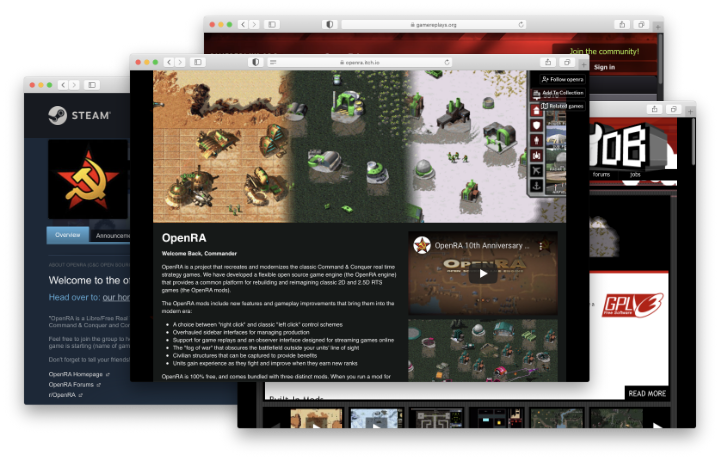 gamereplays.org
Join the community!
Sign in
openra.itch.io
Follow openra
Add To Collection
Related games
STEAM
Overview
Announcemen
Welcome to the of
Head over to: our hom
"OpenRA is a Libre/Free Real
Command & Conquer and Con
Feel free to join the group to h
game is starting (name of gam
Don't forget to tell your friends
OpenRA Homepage
OpenRA Forums
r/OpenRA
OpenRA
Welcome Back, Commander
OpenRA is a project that recreates and modernizes the classic Command & Conquer real time
strategy games. We have developed a flexible open source game engine (the OpenRA engine)
that provides a common platform for rebuilding and reimagining classic 2D and 2.5D RTS
games (the OpenRA mods).
The OpenRA mods include new features and gameplay improvements that bring them into the
modern era:
A choice between "right click" and classic "left click" control schemes
Overhauled sidebar interfaces for managing production
Support for game replays and an observer interface designed for streaming games online
The "fog of war" that obscures the battlefield outside your units' line of sight
Civilian structures that can be captured to provide benefits
Units gain experience as they fight and improve when they earn new ranks
OpenRA is 100% free, and comes bundled with three distinct mods. When you run a mod for
OpenRA 10th Anniversary ...
OPENRA
forums
jobs
GPLv3
Free Software
READ MORE
Built-In Mods